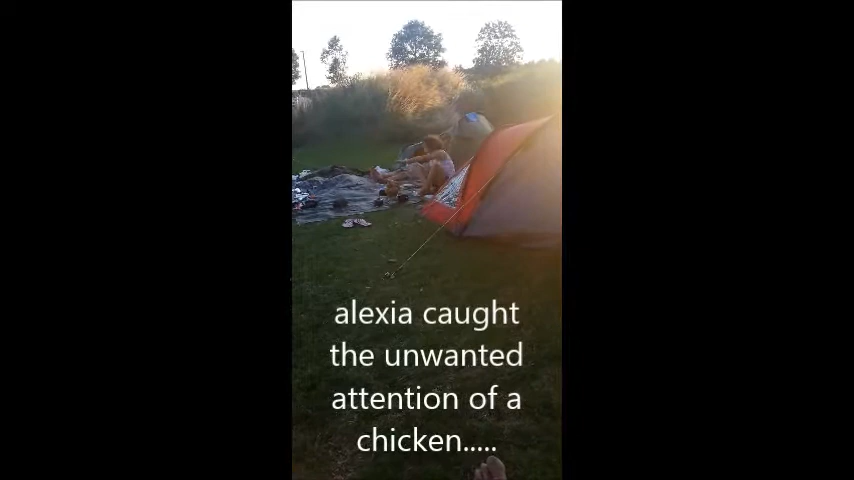 alexia caught
the unwanted
attention of a
chicken.....